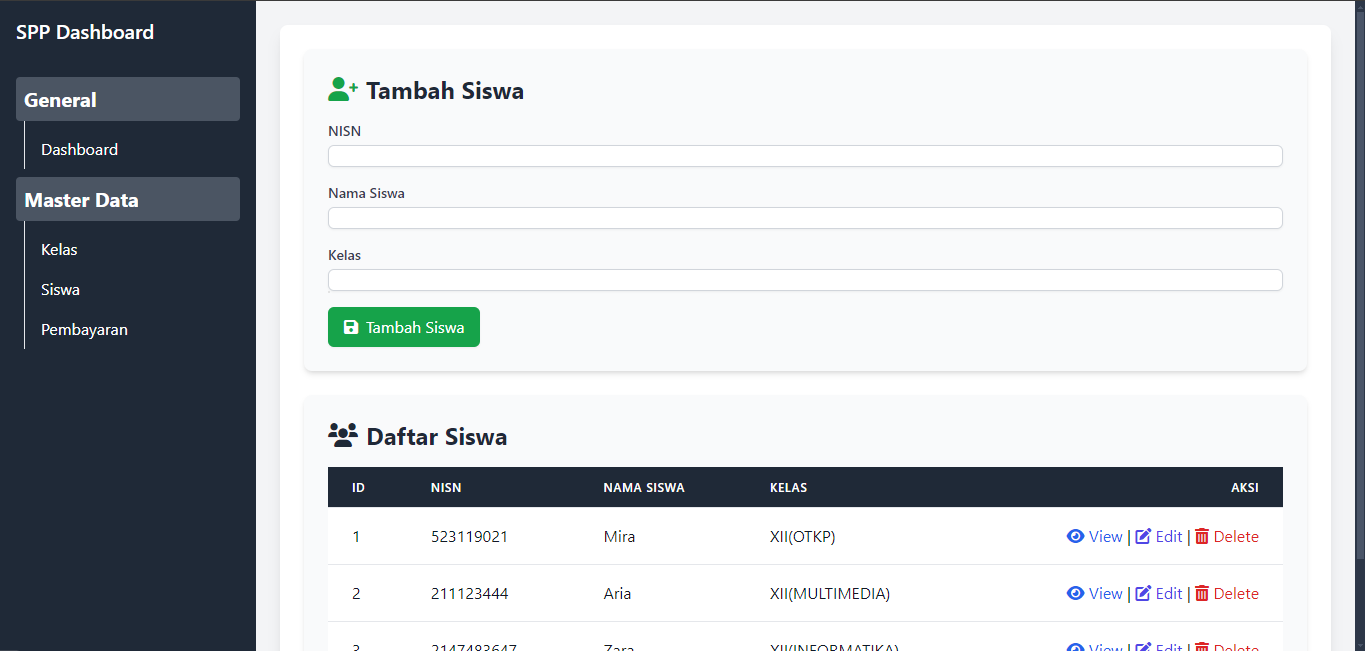 SPP Dashboard
General
Dashboard
Master Data
Kelas
Siswa
Pembayaran
Tambah Siswa
NISN
Nama Siswa
Kelas
Tambah Siswa
Daftar Siswa
ID NISN NAMA SISWA KELAS AKSI
1 523119021 Mira XII(OTKP) View | Edit | Delete
2 211123444 Aria XII(MULTIMEDIA) View | Edit | Delete
3 2147483647 Zara XII(INFORMATIKA) View | Edit | Delete